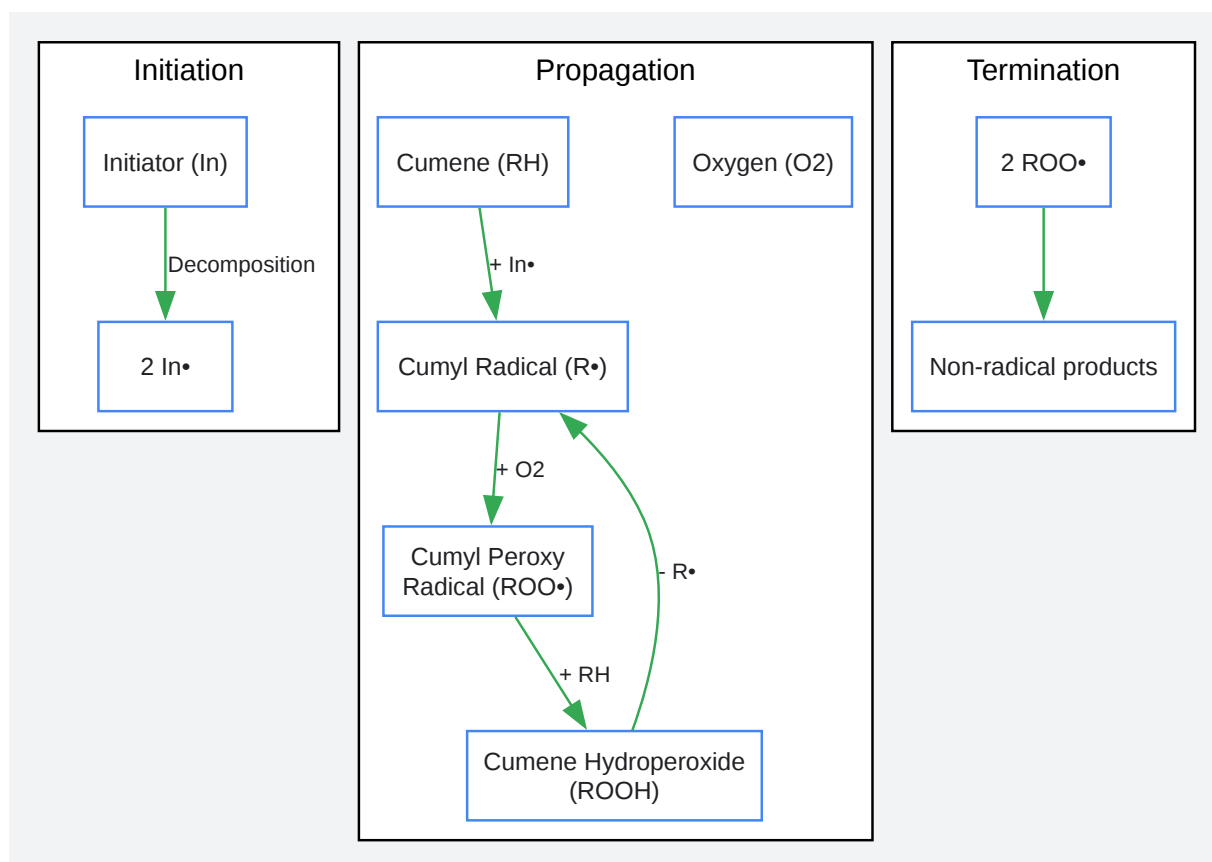 Initiation
Initiator (In)
Decomposition
2 In•
Propagation
Cumene (RH)
Oxygen (O2)
+ In•
Cumyl Radical (R•)
+ O2
Cumyl Peroxy
Radical (ROO•)
- R•
+ RH
Cumene Hydroperoxide
(ROOH)
Termination
2 ROO•
Non-radical products